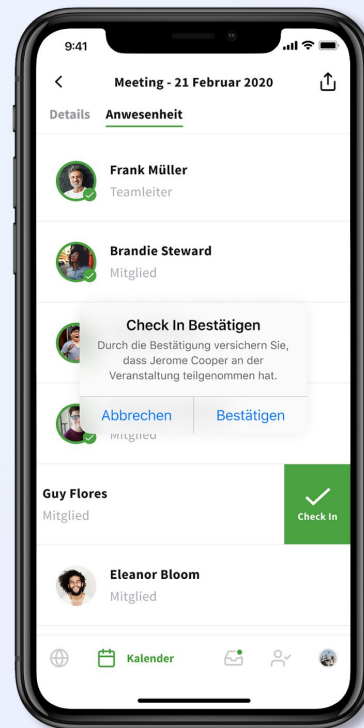 9:41
Meeting - 21 Februar 2020
Details Anwesenheit
Frank Müller
Teamleiter
Brandie Steward
Mitglied
Check In Bestätigen
Durch die Bestätigung versichern Sie,
dass Jerome Cooper an der
Veranstaltung teilgenommen hat.
Abbrechen Bestätigen
Mitglied
Guy Flores
Mitglied
Check In
Eleanor Bloom
Mitglied
Kalender